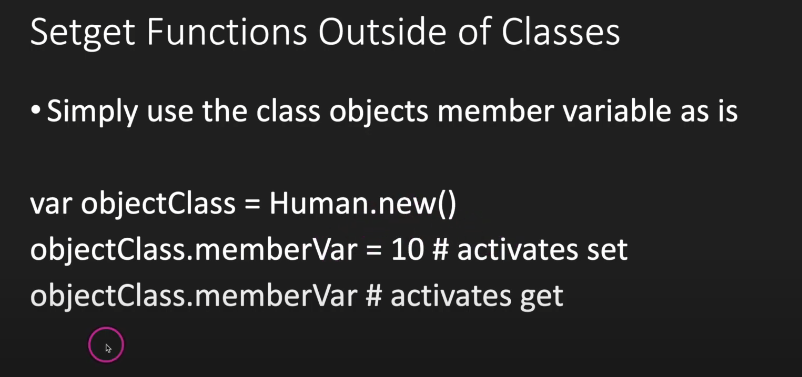 Setget Functions Outside of Classes
• Simply use the class objects member variable as is
var objectClass = Human.new()
objectClass.memberVar = 10 # activates set
objectClass.memberVar # activates get